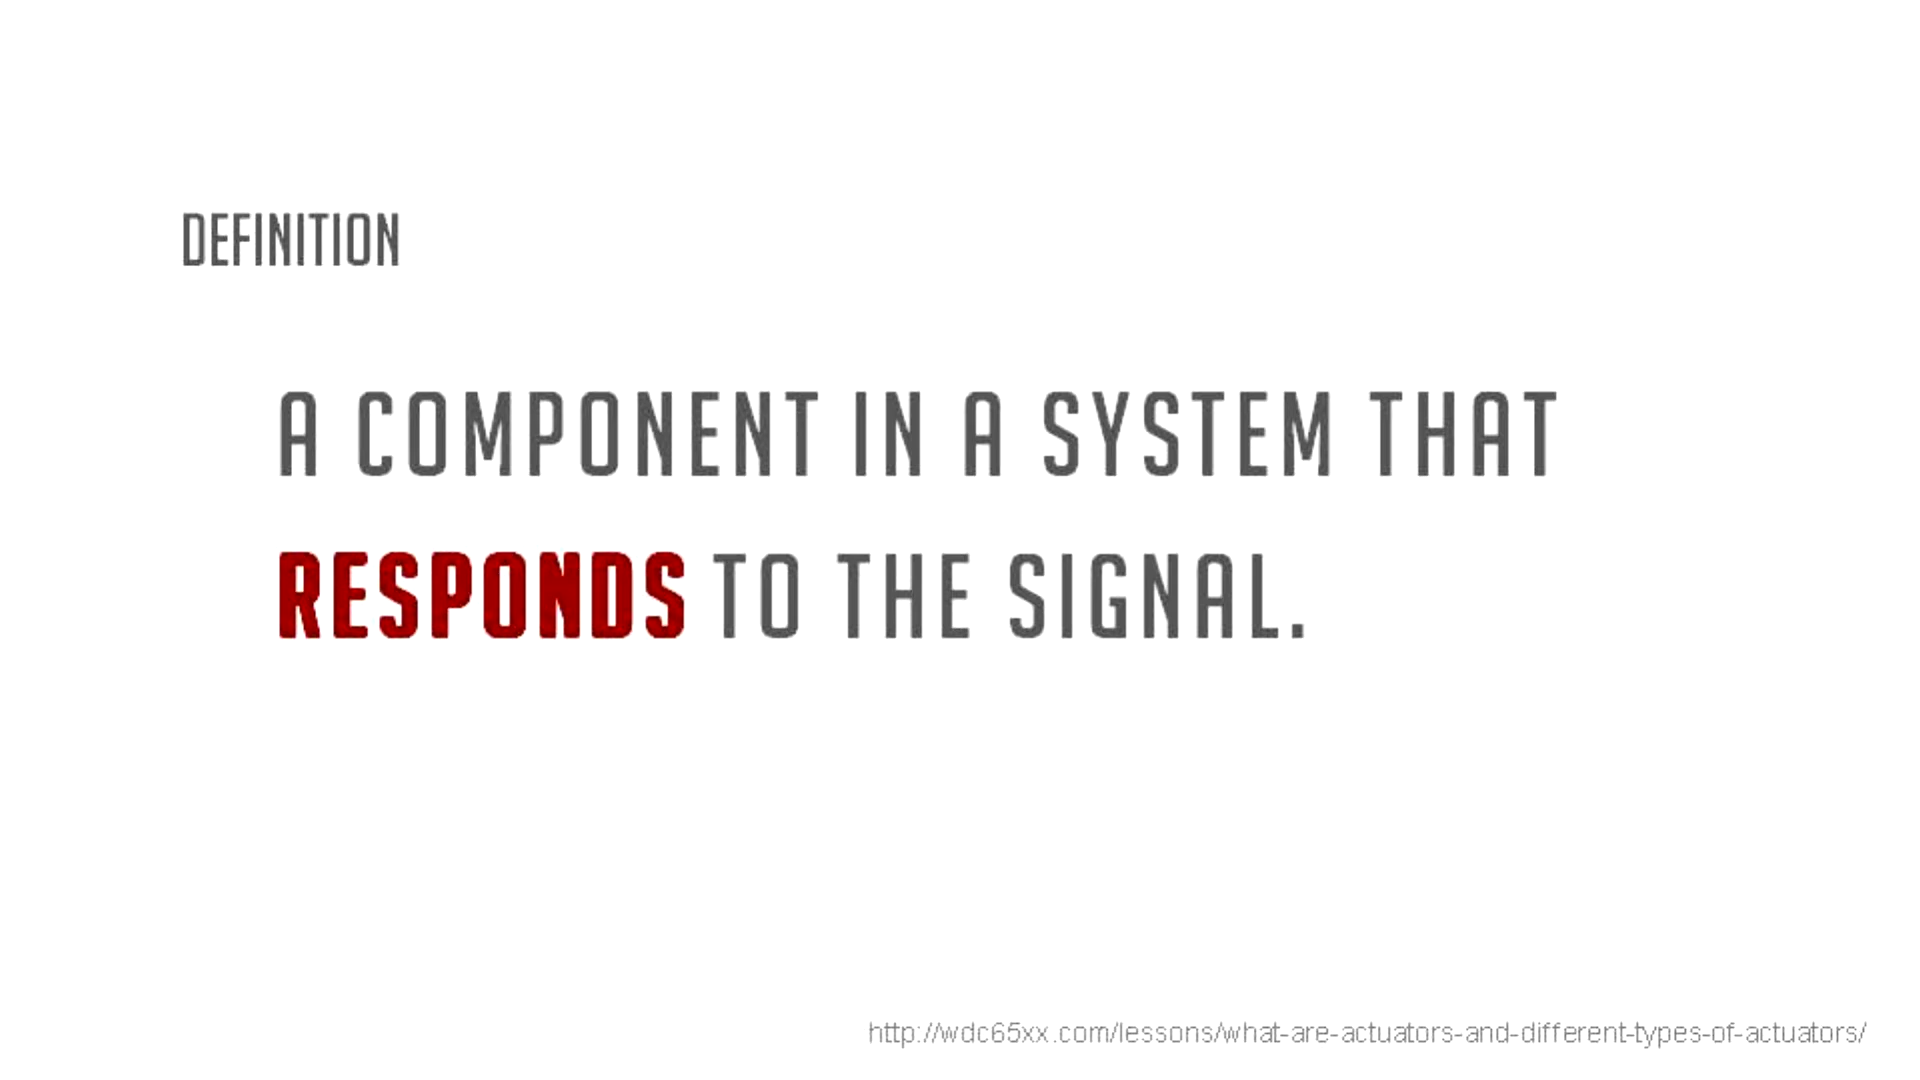 DEFINITION
A COMPONENT IN A SYSTEM THAT
RESPONDS TO THE SIGNAL.
http://wdc65xx.com/lessons/what-are-actuators-and-different-types-of-actuators/